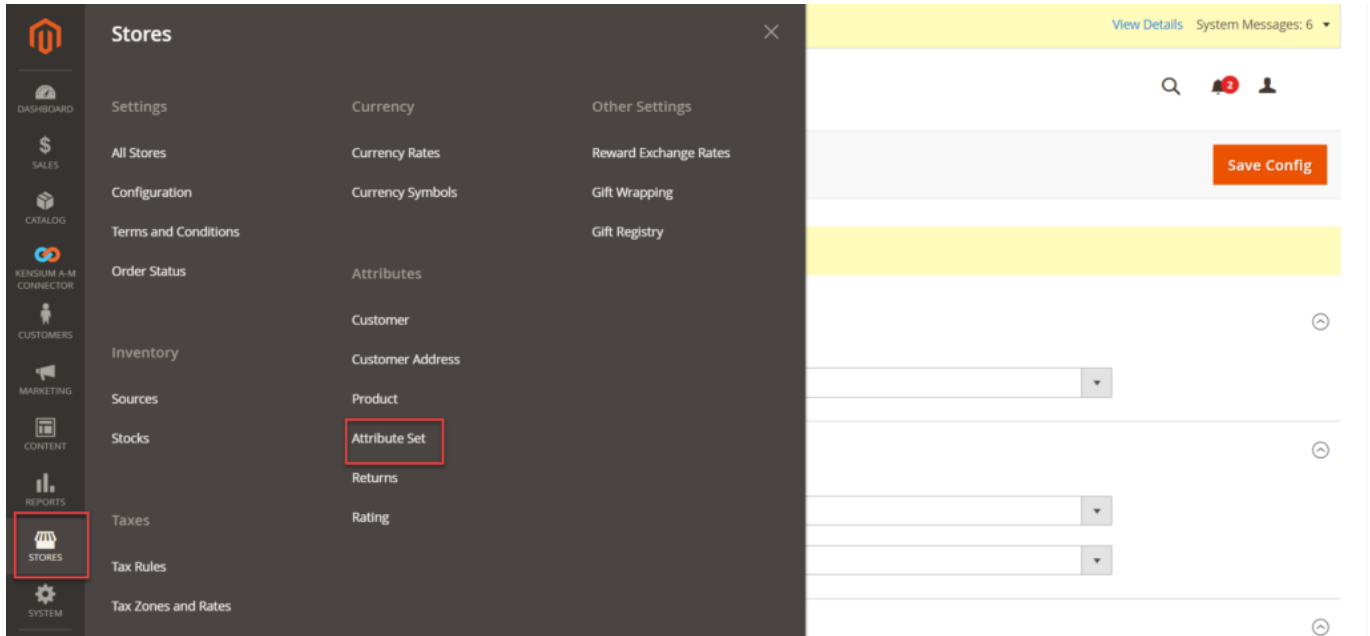 DASHBOARD
SALES
CATALOG
KENSIUM A-M
CONNECTOR
CUSTOMERS
MARKETING
CONTENT
REPORTS
STORES
SYSTEM
Stores
Settings
All Stores
Configuration
Terms and Conditions
Order Status
Inventory
Sources
Stocks
Taxes
Tax Rules
Tax Zones and Rates
Currency
Currency Rates
Currency Symbols
Attributes
Customer
Customer Address
Product
Attribute Set
Returns
Rating
Other Settings
Reward Exchange Rates
Gift Wrapping
Gift Registry
View Details System Messages: 6
2
Save Config